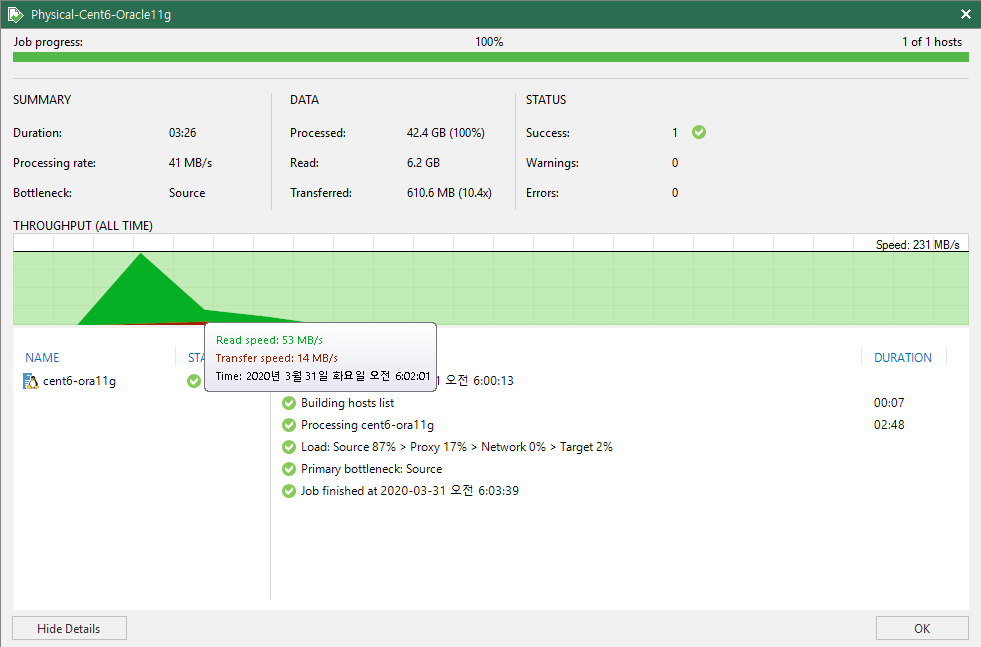 Physical-Cent6-Oracle11g
Job progress: 100% 1 of 1 hosts
SUMMARY DATA STATUS
Duration: 03:26 Processed: 42.4 GB (100%) Success: 1
Processing rate: 41 MB/s Read: 6.2 GB Warnings: 0
Bottleneck: Source Transferred: 610.6 MB (10.4x) Errors: 0
THROUGHPUT (ALL TIME)
Speed: 231 MB/s
Read speed: 53 MB/s
Transfer speed: 14 MB/s
Time: 2020년 3월 31일 화요일 오전 6:02:01
NAME DURATION
cent6-ora11g 오전 6:00:13
Building hosts list 00:07
Processing cent6-ora11g 02:48
Load: Source 87% > Proxy 17% > Network 0% > Target 2%
Primary bottleneck: Source
Job finished at 2020-03-31 오전 6:03:39
Hide Details OK